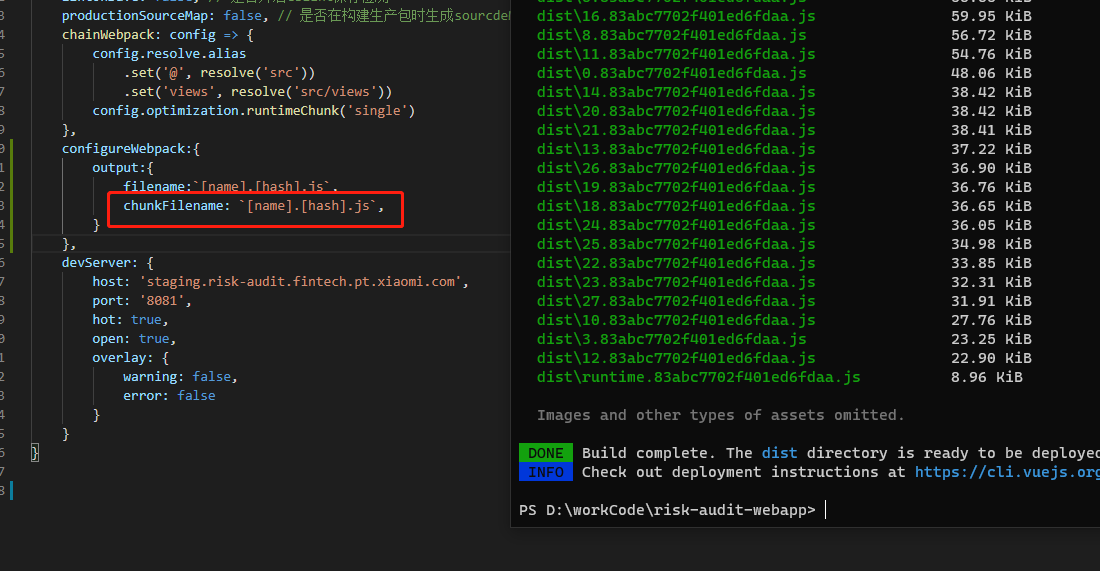 productionSourceMap: false, // 是否在构建生产包时生成sourcdeM
chainWebpack: config => {
config.resolve.alias
.set('@', resolve('src'))
.set('views', resolve('src/views'))
config.optimization.runtimeChunk('single')
},
configureWebpack:{
output:{
filename:`[name].[hash].js`,
chunkFilename: `[name].[hash].js`,
}
},
devServer: {
host: 'staging.risk-audit.fintech.pt.xiaomi.com',
port: '8081',
hot: true,
open: true,
overlay: {
warning: false,
error: false
}
}
}
dist\16.83abc7702f401ed6fdaa.js 59.95 KiB
dist\8.83abc7702f401ed6fdaa.js 56.72 KiB
dist\11.83abc7702f401ed6fdaa.js 54.76 KiB
dist\0.83abc7702f401ed6fdaa.js 48.06 KiB
dist\14.83abc7702f401ed6fdaa.js 38.42 KiB
dist\20.83abc7702f401ed6fdaa.js 38.42 KiB
dist\21.83abc7702f401ed6fdaa.js 38.41 KiB
dist\13.83abc7702f401ed6fdaa.js 37.22 KiB
dist\26.83abc7702f401ed6fdaa.js 36.90 KiB
dist\19.83abc7702f401ed6fdaa.js 36.76 KiB
dist\18.83abc7702f401ed6fdaa.js 36.65 KiB
dist\24.83abc7702f401ed6fdaa.js 36.05 KiB
dist\25.83abc7702f401ed6fdaa.js 34.98 KiB
dist\22.83abc7702f401ed6fdaa.js 33.85 KiB
dist\23.83abc7702f401ed6fdaa.js 32.31 KiB
dist\27.83abc7702f401ed6fdaa.js 31.91 KiB
dist\10.83abc7702f401ed6fdaa.js 27.76 KiB
dist\3.83abc7702f401ed6fdaa.js 23.25 KiB
dist\12.83abc7702f401ed6fdaa.js 22.90 KiB
dist\runtime.83abc7702f401ed6fdaa.js 8.96 KiB
Images and other types of assets omitted.
DONE Build complete. The dist directory is ready to be deployed
INFO Check out deployment instructions at https://cli.vuejs.org
PS D:\workCode\risk-audit-webapp>